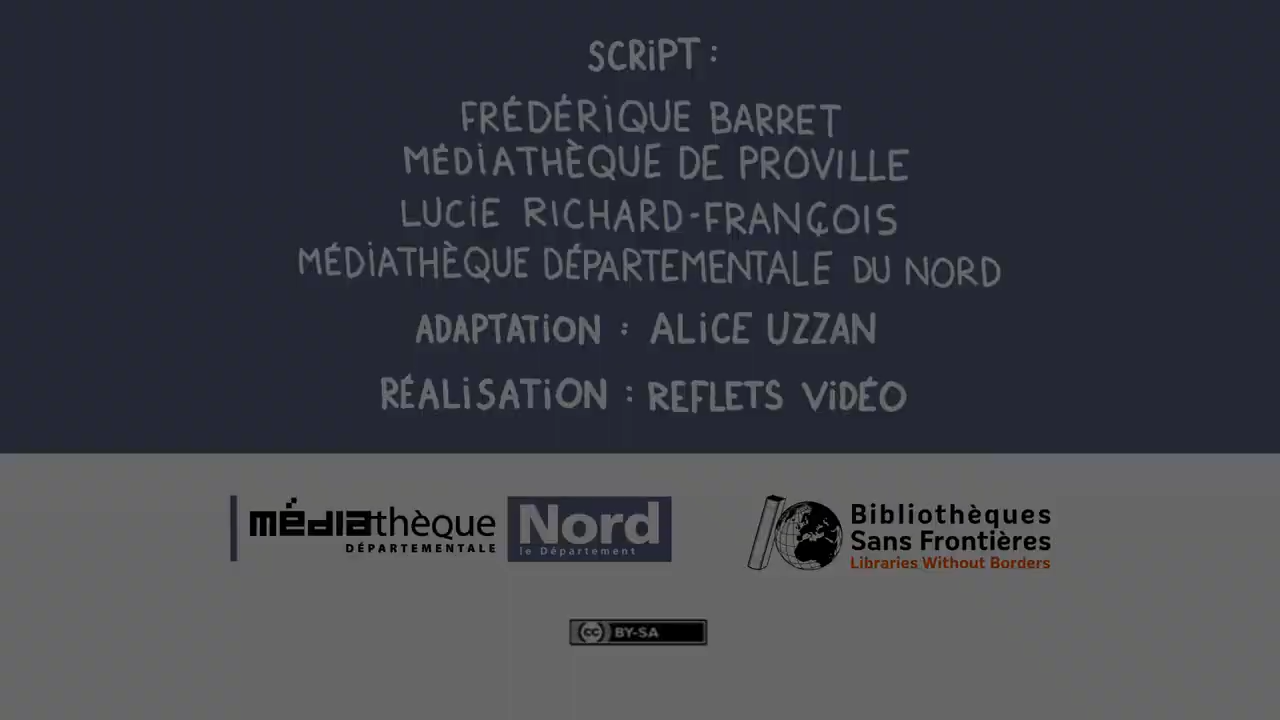 SCRiPT :
FRÉDÉRiQUE BARRET
MÉDiATHÈQUE DE PROVILLE
LUCiE RICHARD-FRANÇOIS
MÉDiATHÈQUE DÉPARTEMENTALE DU NORD
ADAPTATiON : ALiCE UZZAN
RÉALiSATiON : REFLETS ViDÉO
médiathèque
DÉPARTEMENTALE
Nord
le Département
Bibliothèques
Sans Frontières
Libraries Without Borders
cc BY-SA